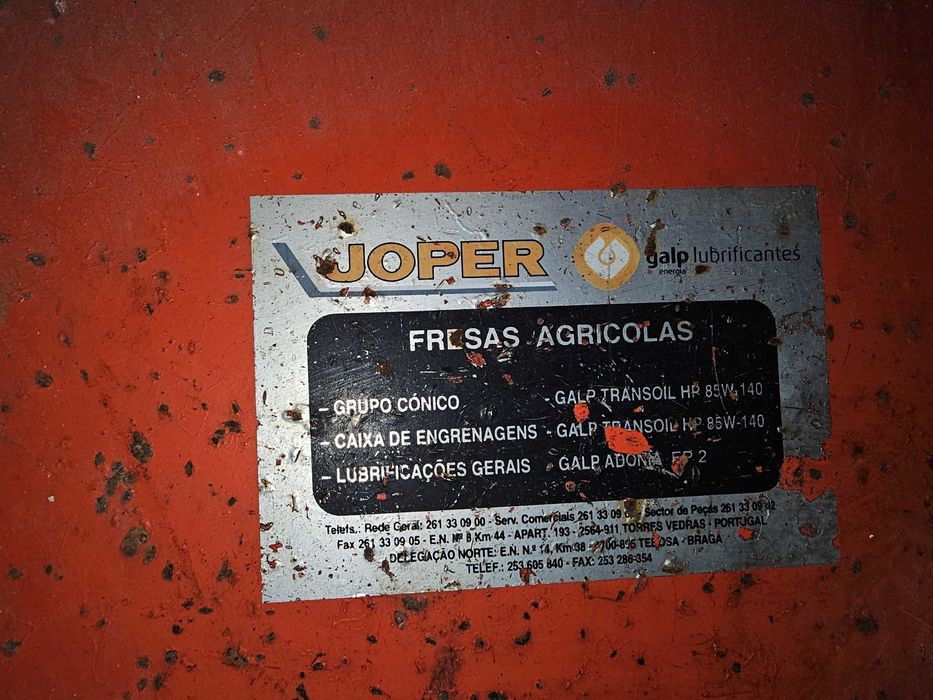 JOPER
galp lubrificantes
energia
FRESAS AGRICOLAS
- GRUPO CÓNICO - GALP TRANSOIL HP 85W-140
- CAIXA DE ENGRENAGENS - GALP TRANSOIL HP 85W-140
- LUBRIFICAÇÕES GERAIS - GALP ADONIA EP 2
Telefs.: Rede Geral: 261 33 09 00 - Serv. Comerciais 261 33 09 - Sector de Peças 261 33 09 02
Fax 261 33 09 05 - E.N. Nº 8 Km 44 - APART. 193 - 2564-911 TORRES VEDRAS - PORTUGAL
DELEGAÇÃO NORTE: E.N. N.º 14, Km 38 - BRAGA
TELEF.: 253 605 840 - FAX: 253 286 354